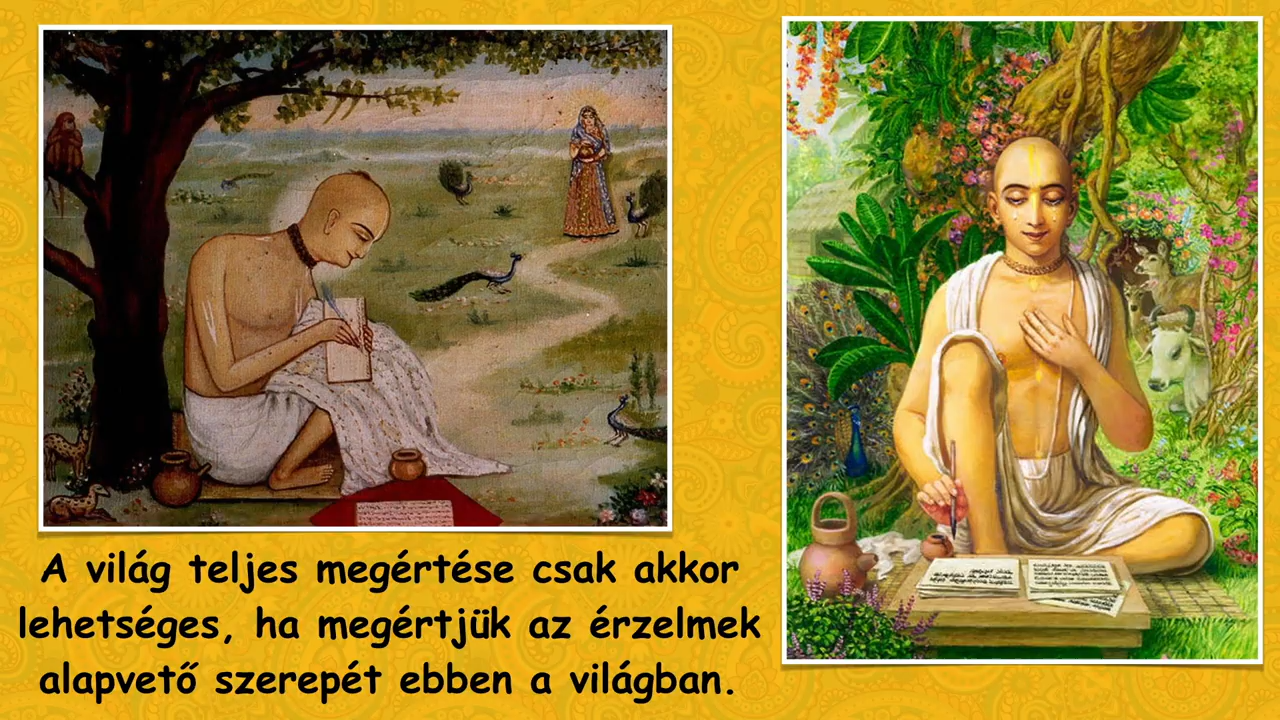 A világ teljes megértése csak akkor
lehetséges, ha megértjük az érzelmek
alapvető szerepét ebben a világban.